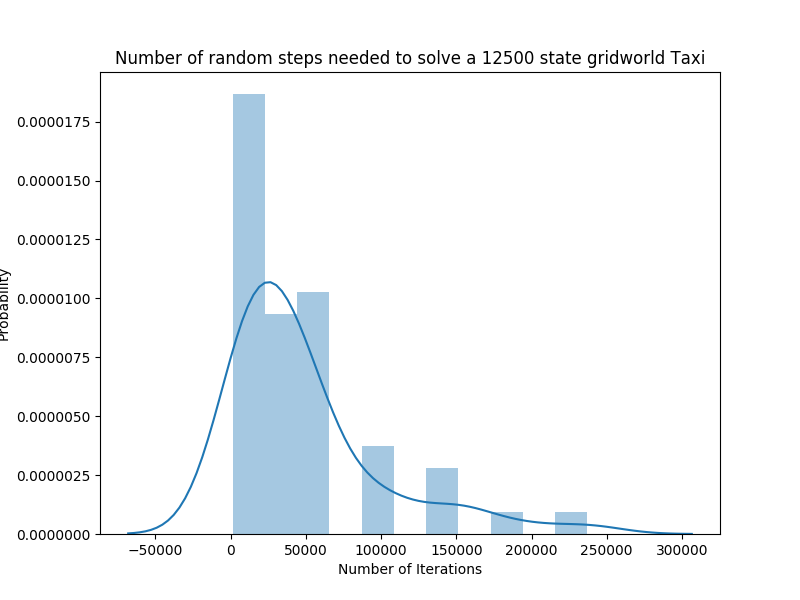 Number of random steps needed to solve a 12500 state gridworld Taxi
0.0000175
0.0000150
0.0000125
0.0000100
0.0000075
0.0000050
0.0000025
0.0000000
Probability
−50000 0 50000 100000 150000 200000 250000 300000
Number of Iterations